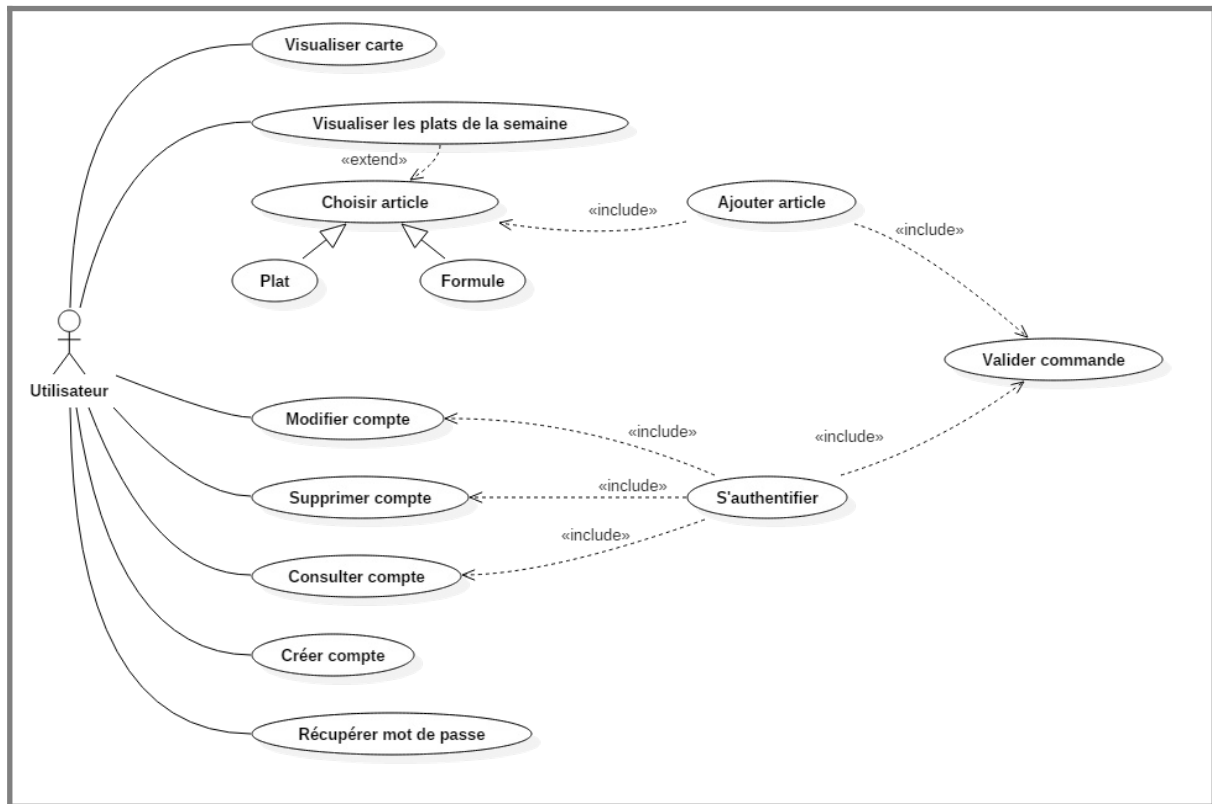 Visualiser carte
Visualiser les plats de la semaine
«extend»
Choisir article
«include»
Ajouter article
«include»
Plat
Formule
Valider commande
Utilisateur
Modifier compte
«include»
«include»
Supprimer compte
«include»
S'authentifier
«include»
Consulter compte
Créer compte
Récupérer mot de passe